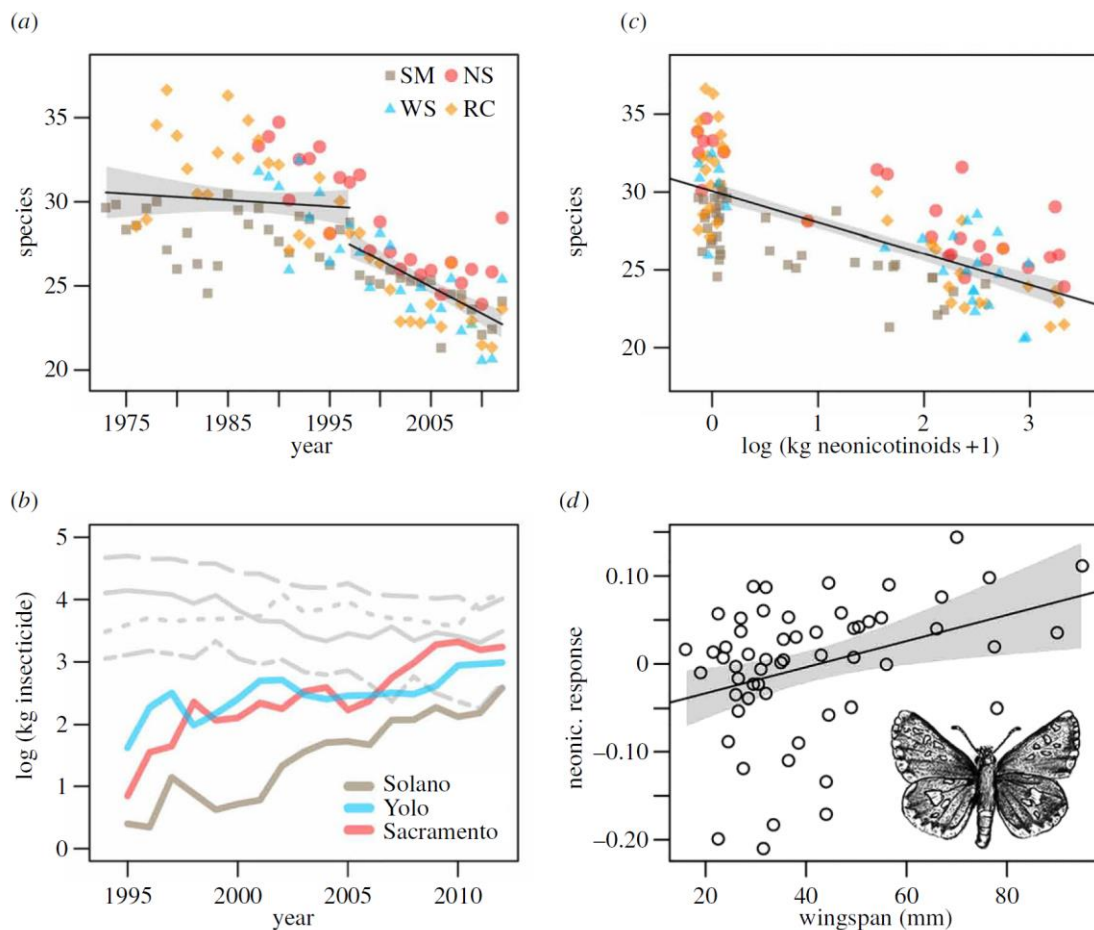 (a)
species
35
30
25
20
SM NS
WS RC
1975 1985 1995 2005
year
(c)
species
35
30
25
20
0 1 2 3
log (kg neonicotinoids +1)
(b)
log (kg insecticide)
5
4
3
2
1
0
Solano
Yolo
Sacramento
1995 2000 2005 2010
year
(d)
neonic. response
0.10
0
−0.10
−0.20
20 40 60 80
wingspan (mm)